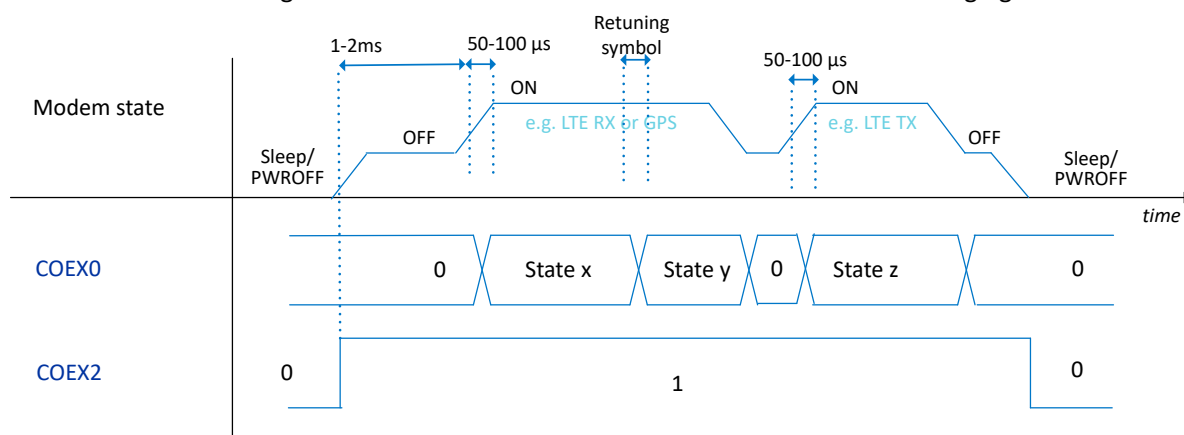 Retuning
symbol
1-2ms
50-100 µs
50-100 µs
ON
ON
Modem state
e.g. LTE RX or GPS
e.g. LTE TX
OFF
OFF
Sleep/
PWROFF
Sleep/
PWROFF
time
COEX0
0
State x
State y
0
State z
0
COEX2
0
1
0